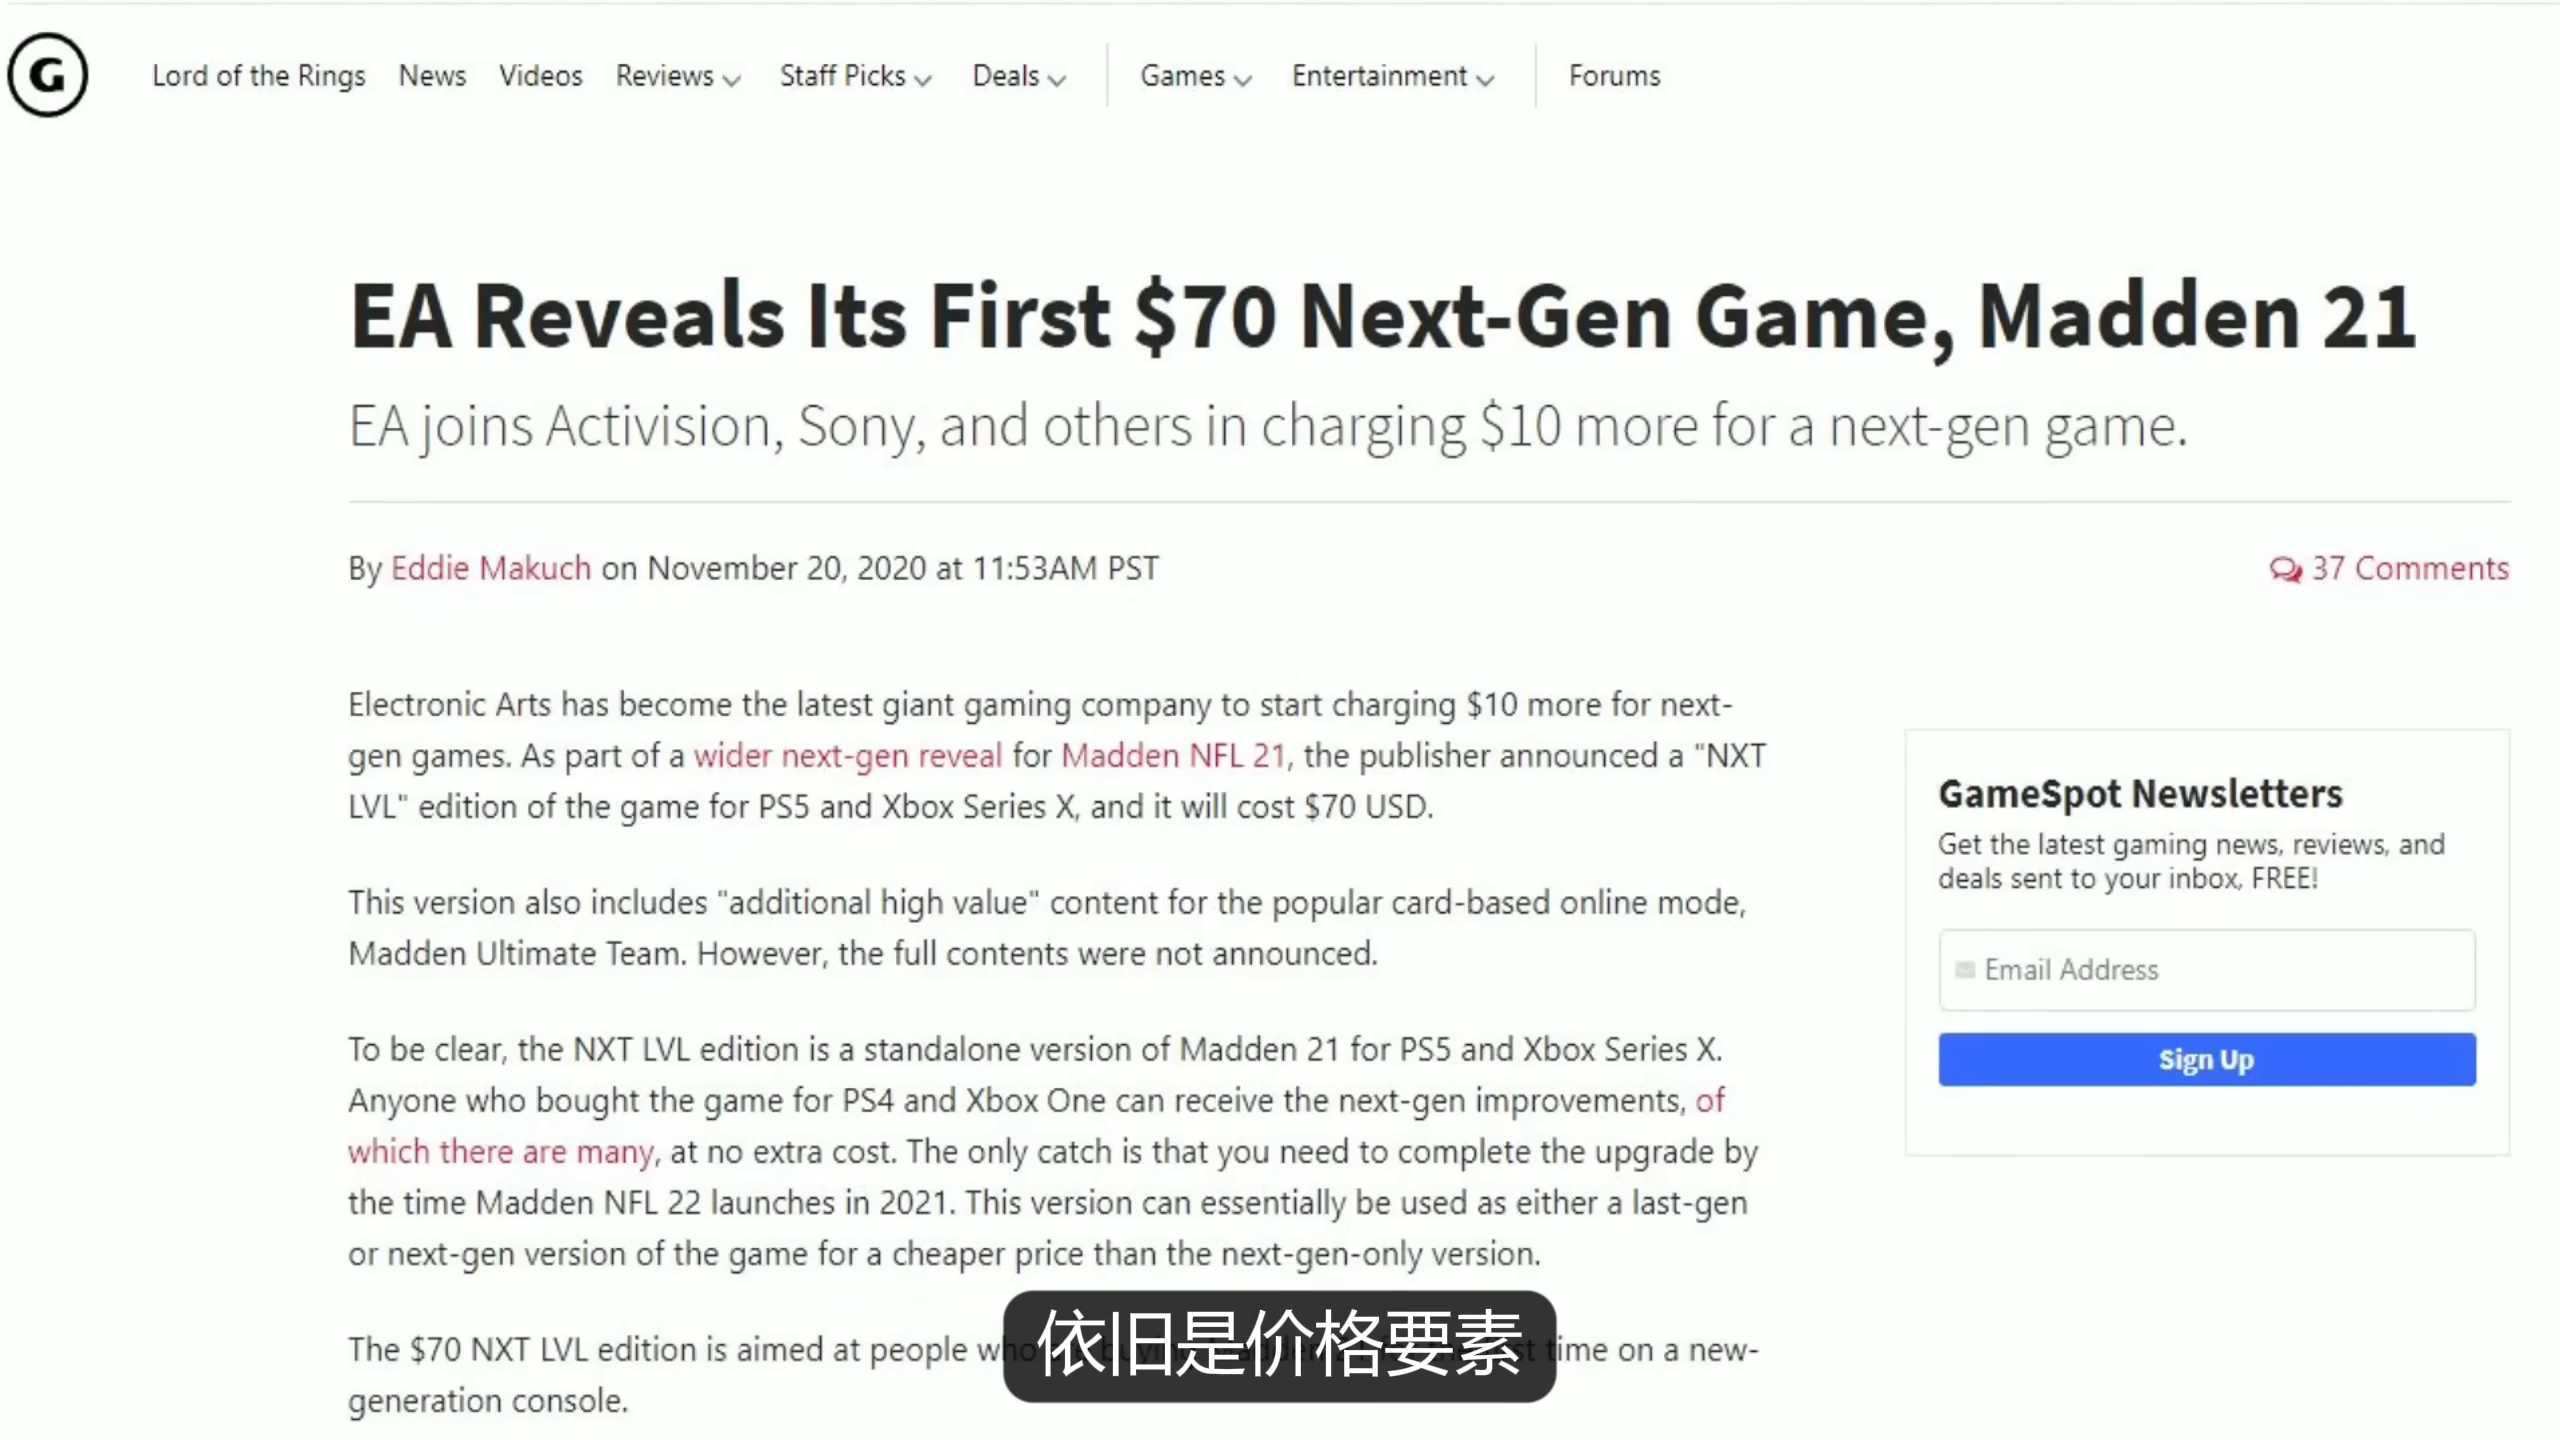 G
Lord of the Rings News Videos Reviews Staff Picks Deals Games Entertainment Forums
EA Reveals Its First $70 Next-Gen Game, Madden 21
EA joins Activision, Sony, and others in charging $10 more for a next-gen game.
By Eddie Makuch on November 20, 2020 at 11:53AM PST
37 Comments
Electronic Arts has become the latest giant gaming company to start charging $10 more for next-
gen games. As part of a wider next-gen reveal for Madden NFL 21, the publisher announced a "NXT
LVL" edition of the game for PS5 and Xbox Series X, and it will cost $70 USD.
This version also includes "additional high value" content for the popular card-based online mode,
Madden Ultimate Team. However, the full contents were not announced.
To be clear, the NXT LVL edition is a standalone version of Madden 21 for PS5 and Xbox Series X.
Anyone who bought the game for PS4 and Xbox One can receive the next-gen improvements, of
which there are many, at no extra cost. The only catch is that you need to complete the upgrade by
the time Madden NFL 22 launches in 2021. This version can essentially be used as either a last-gen
or next-gen version of the game for a cheaper price than the next-gen-only version.
The $70 NXT LVL edition is aimed at people who time on a new-
generation console.
GameSpot Newsletters
Get the latest gaming news, reviews, and
deals sent to your inbox, FREE!
Email Address
Sign Up
依旧是价格要素